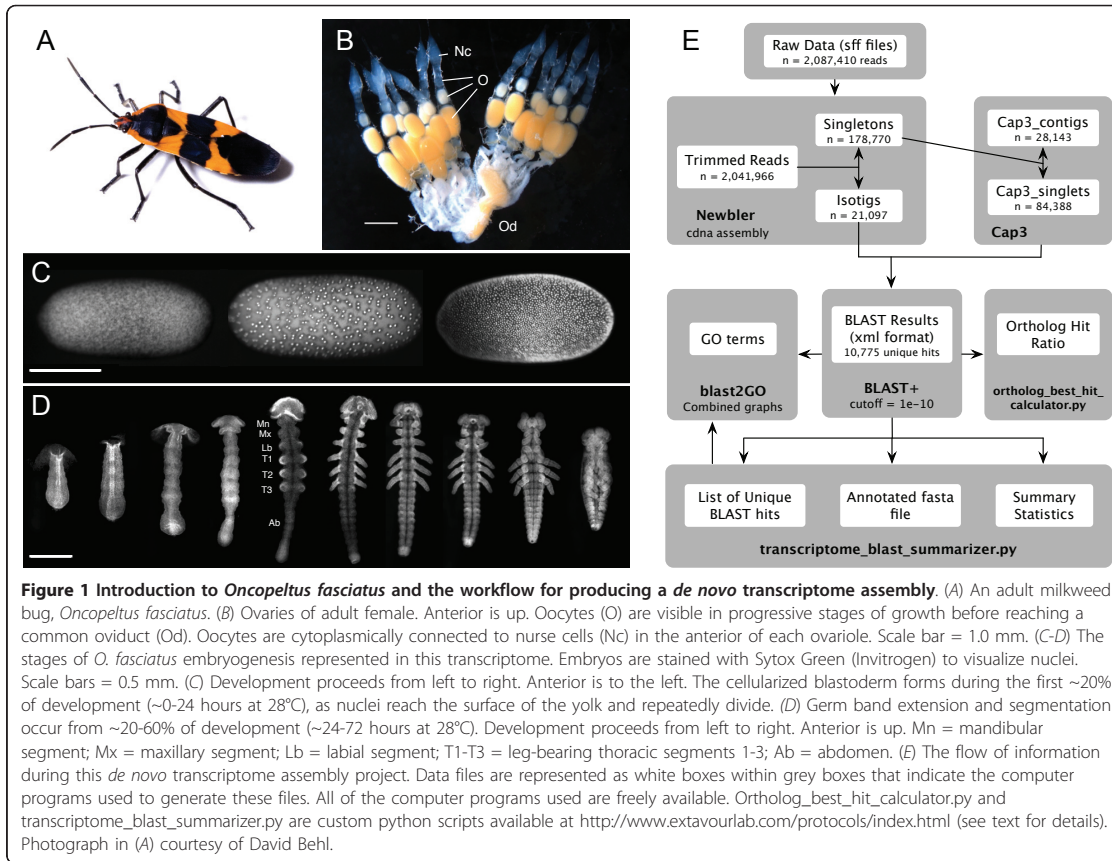 A
B
Nc
O
Od
C
D
Mn
Mx
Lb
T1
T2
T3
Ab
E
Raw Data (sff files)
n = 2,087,410 reads
Singletons
n = 178,770
Trimmed Reads
n = 2,041,966
Isotigs
n = 21,097
Newbler
cdna assembly
Cap3_contigs
n = 28,143
Cap3_singlets
n = 84,388
Cap3
GO terms
blast2GO
Combined graphs
BLAST Results
(xml format)
10,775 unique hits
BLAST+
cutoff = 1e-10
Ortholog Hit
Ratio
ortholog_best_hit_
calculator.py
List of Unique
BLAST hits
Annotated fasta
file
Summary
Statistics
transcriptome_blast_summarizer.py
Figure 1 Introduction to Oncopeltus fasciatus and the workflow for producing a de novo transcriptome assembly. (A) An adult milkweed
bug, Oncopeltus fasciatus. (B) Ovaries of adult female. Anterior is up. Oocytes (O) are visible in progressive stages of growth before reaching a
common oviduct (Od). Oocytes are cytoplasmically connected to nurse cells (Nc) in the anterior of each ovariole. Scale bar = 1.0 mm. (C-D) The
stages of O. fasciatus embryogenesis represented in this transcriptome. Embryos are stained with Sytox Green (Invitrogen) to visualize nuclei.
Scale bars = 0.5 mm. (C) Development proceeds from left to right. Anterior is to the left. The cellularized blastoderm forms during the first ~20%
of development (~0-24 hours at 28°C), as nuclei reach the surface of the yolk and repeatedly divide. (D) Germ band extension and segmentation
occur from ~20-60% of development (~24-72 hours at 28°C). Development proceeds from left to right. Anterior is up. Mn = mandibular
segment; Mx = maxillary segment; Lb = labial segment; T1-T3 = leg-bearing thoracic segments 1-3; Ab = abdomen. (E) The flow of information
during this de novo transcriptome assembly project. Data files are represented as white boxes within grey boxes that indicate the computer
programs used to generate these files. All of the computer programs used are freely available. Ortholog_best_hit_calculator.py and
transcriptome_blast_summarizer.py are custom python scripts available at http://www.extavourlab.com/protocols/index.html (see text for details).
Photograph in (A) courtesy of David Behl.